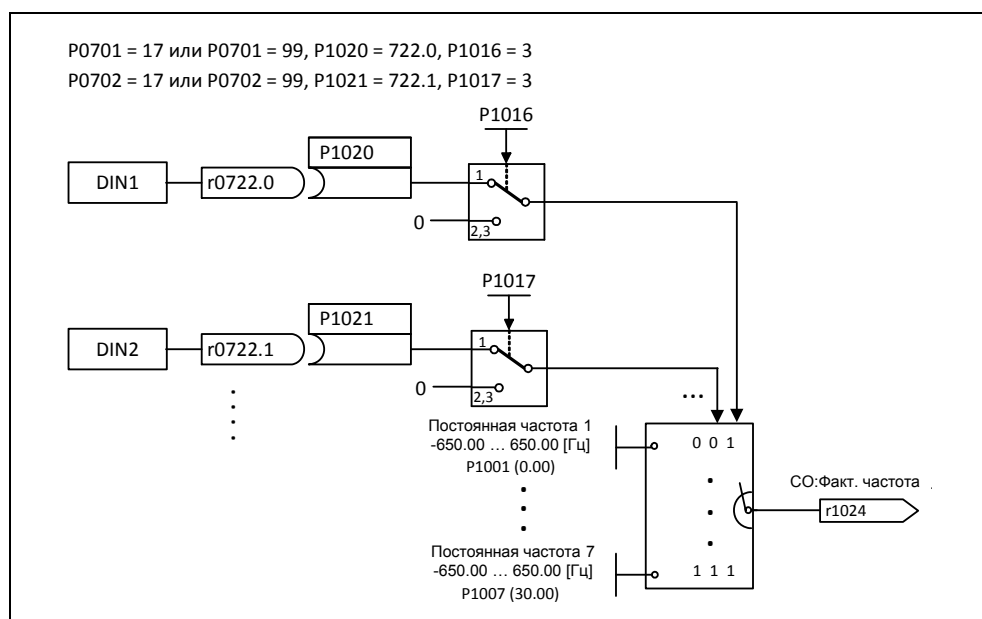 P0701 = 17 или P0701 = 99, P1020 = 722.0, P1016 = 3
P0702 = 17 или P0702 = 99, P1021 = 722.1, P1017 = 3
P1016
P1020
DIN1
r0722.0
1
0
2,3
P1017
P1021
DIN2
r0722.1
1
0
2,3
...
Постоянная частота 1
-650.00 ... 650.00 [Гц]
P1001 (0.00)
0 0 1
СО:Факт. частота
r1024
Постоянная частота 7
-650.00 ... 650.00 [Гц]
P1007 (30.00)
1 1 1